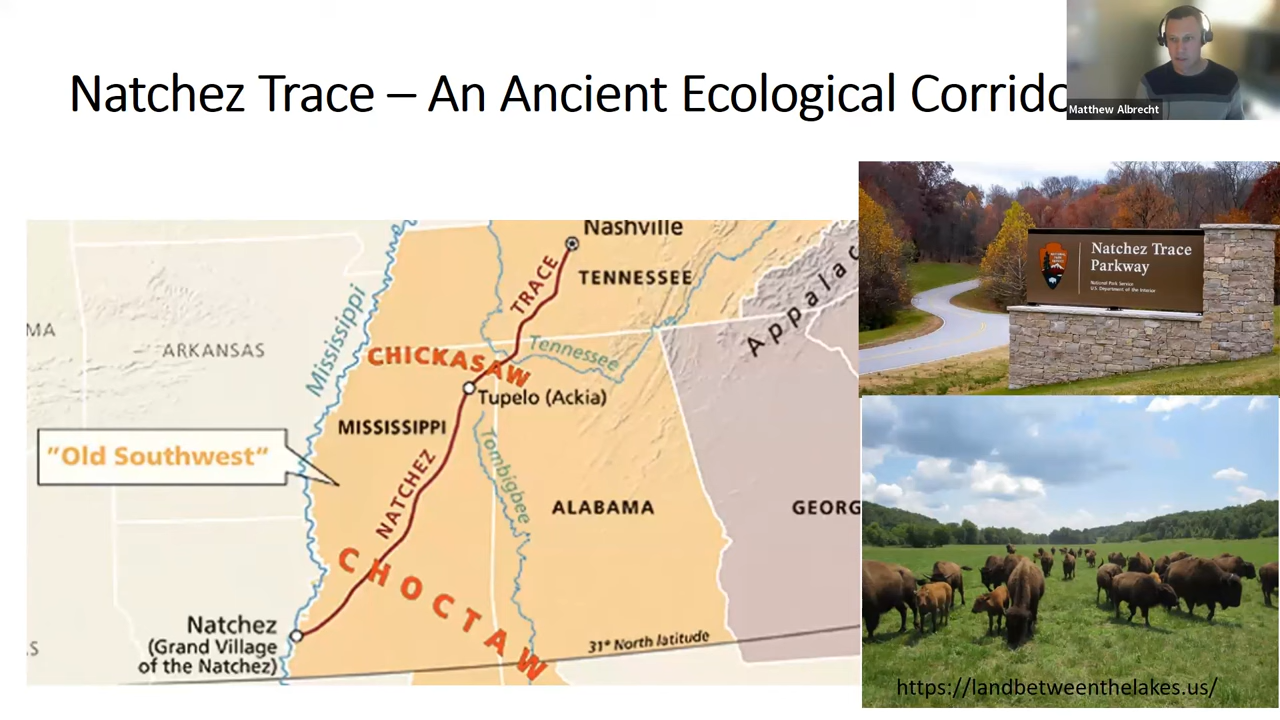 Natchez Trace – An Ancient Ecological Corrido
Matthew Albrecht
Nashville
TENNESSEE
TRACE
Appalac
MA
ARKANSAS
Mississippi
CHICKASAW
Tennessee
Tupelo (Ackia)
MISSISSIPPI
"Old Southwest"
NATCHEZ
Tombigbee
ALABAMA
GEORG
CHOCTAW
Natchez
(Grand Village
of the Natchez)
31° North latitude
Natchez Trace
Parkway
National Park Service
U.S. Department of the Interior
https://landbetweenthelakes.us/